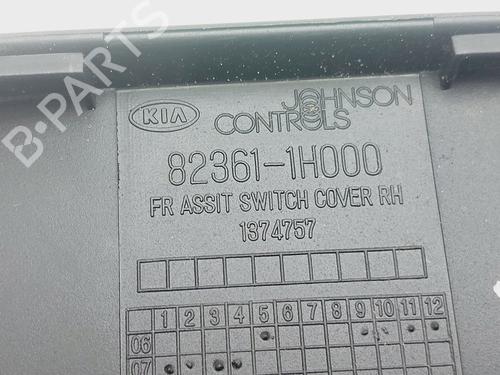 B-PARTS
KIA
JOHNSON
CONTROLS
82361-1H000
FR ASSIT SWITCH COVER RH
1374757
1 2 3 4 5 6 7 8 9 10 11 12
06
07